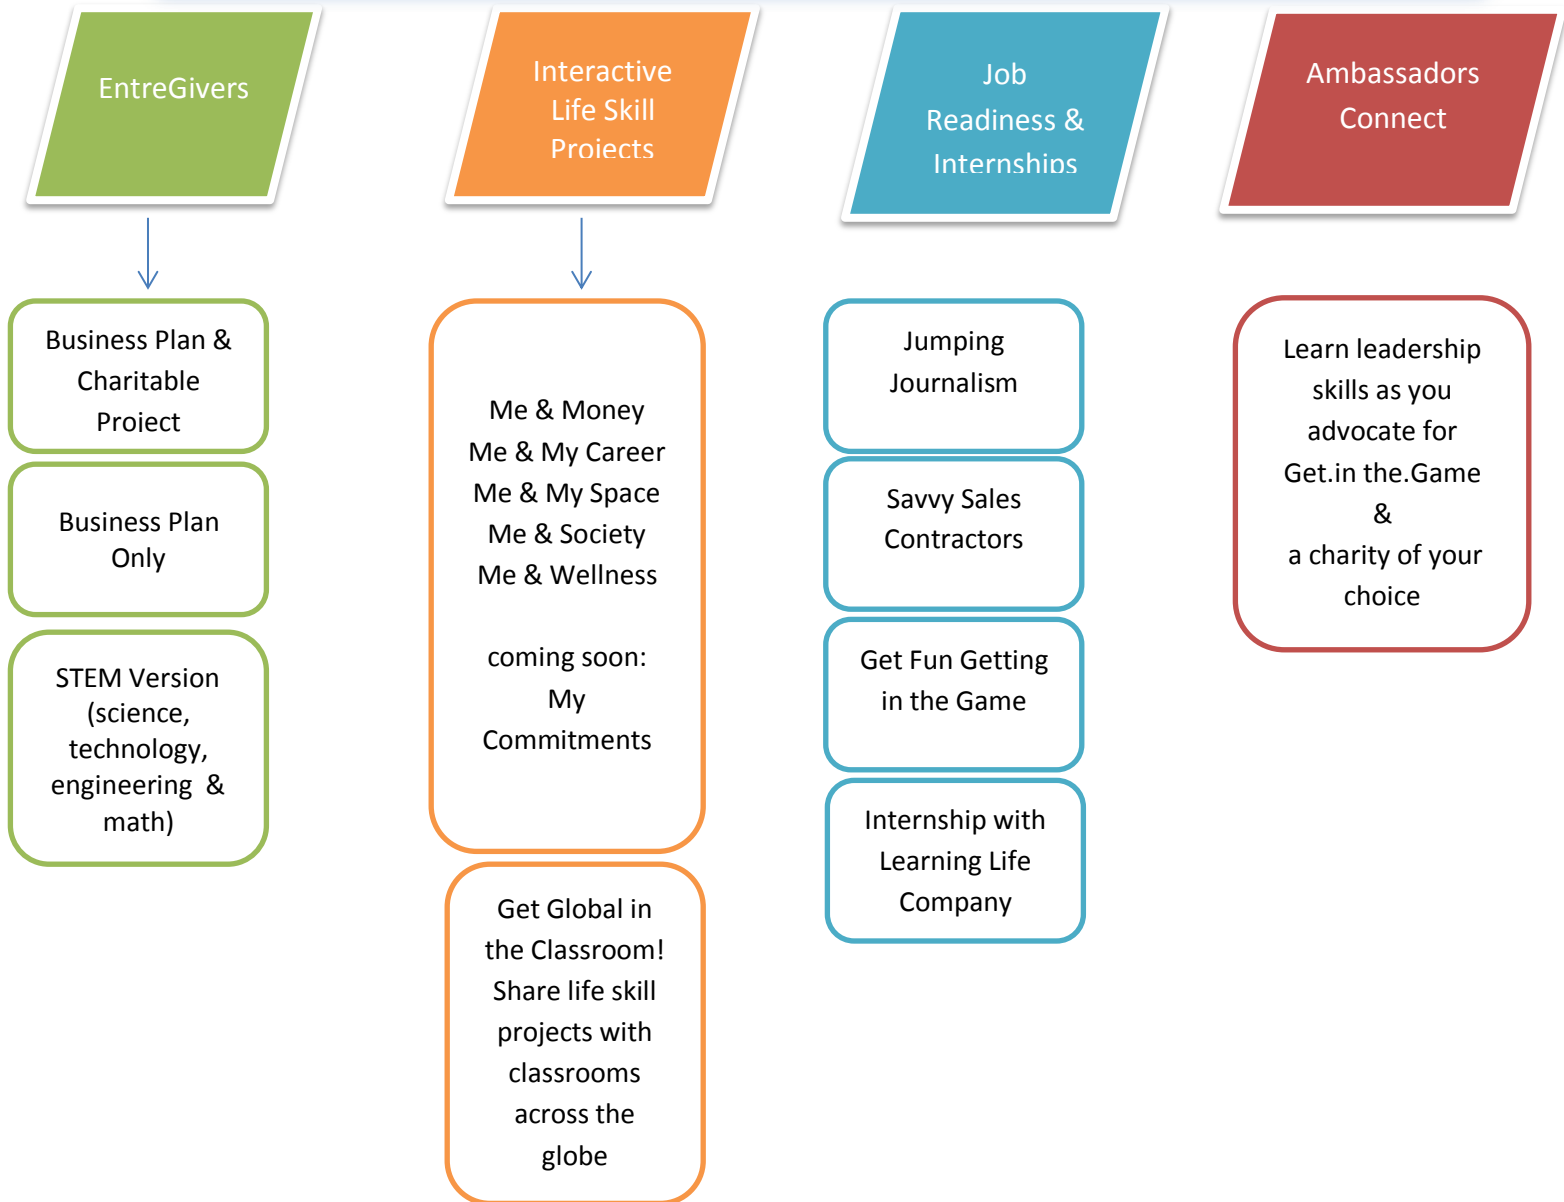 EntreGivers
Interactive
Life Skill
Projects
Job
Readiness &
Internships
Ambassadors
Connect
Business Plan &
Charitable
Project
Business Plan
Only
STEM Version
(science,
technology,
engineering &
math)
Me & Money
Me & My Career
Me & My Space
Me & Society
Me & Wellness
coming soon:
My
Commitments
Get Global in
the Classroom!
Share life skill
projects with
classrooms
across the
globe
Jumping
Journalism
Savvy Sales
Contractors
Get Fun Getting
in the Game
Internship with
Learning Life
Company
Learn leadership
skills as you
advocate for
Get.in the.Game
&
a charity of your
choice